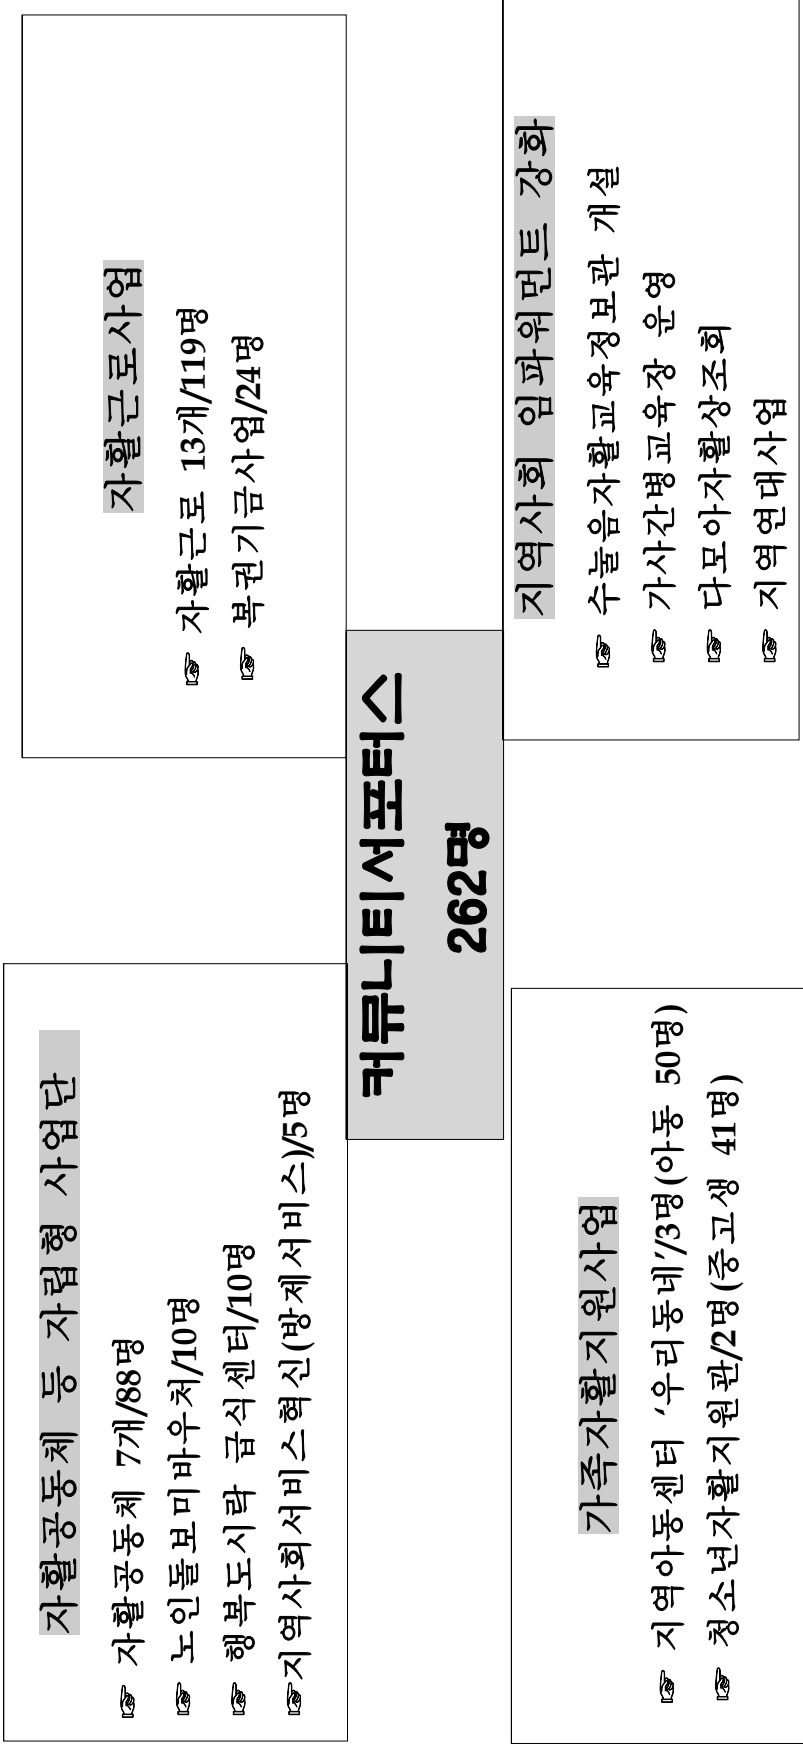 자활공동체 등 자립형 사업단
☞ 자활공동체 7개/88명
☞ 노인돌보미바우처/10명
☞ 행복도시락 급식센터/10명
☞지역사회서비스혁신(방제서비스)/5명
자활근로사업
☞ 자활근로 13개/119명
☞ 복권기금사업/24명
커뮤니티서포터스
262명
가족자활지원사업
☞ 지역아동센터 ‘우리동네’/3명(아동 50명)
☞ 청소년자활지원관/2명(중고생 41명)
지역사회 임파워먼트 강화
☞ 수눌음자활교육정보관 개설
☞ 가사간병교육장 운영
☞ 다모아자활상조회
☞ 지역연대사업